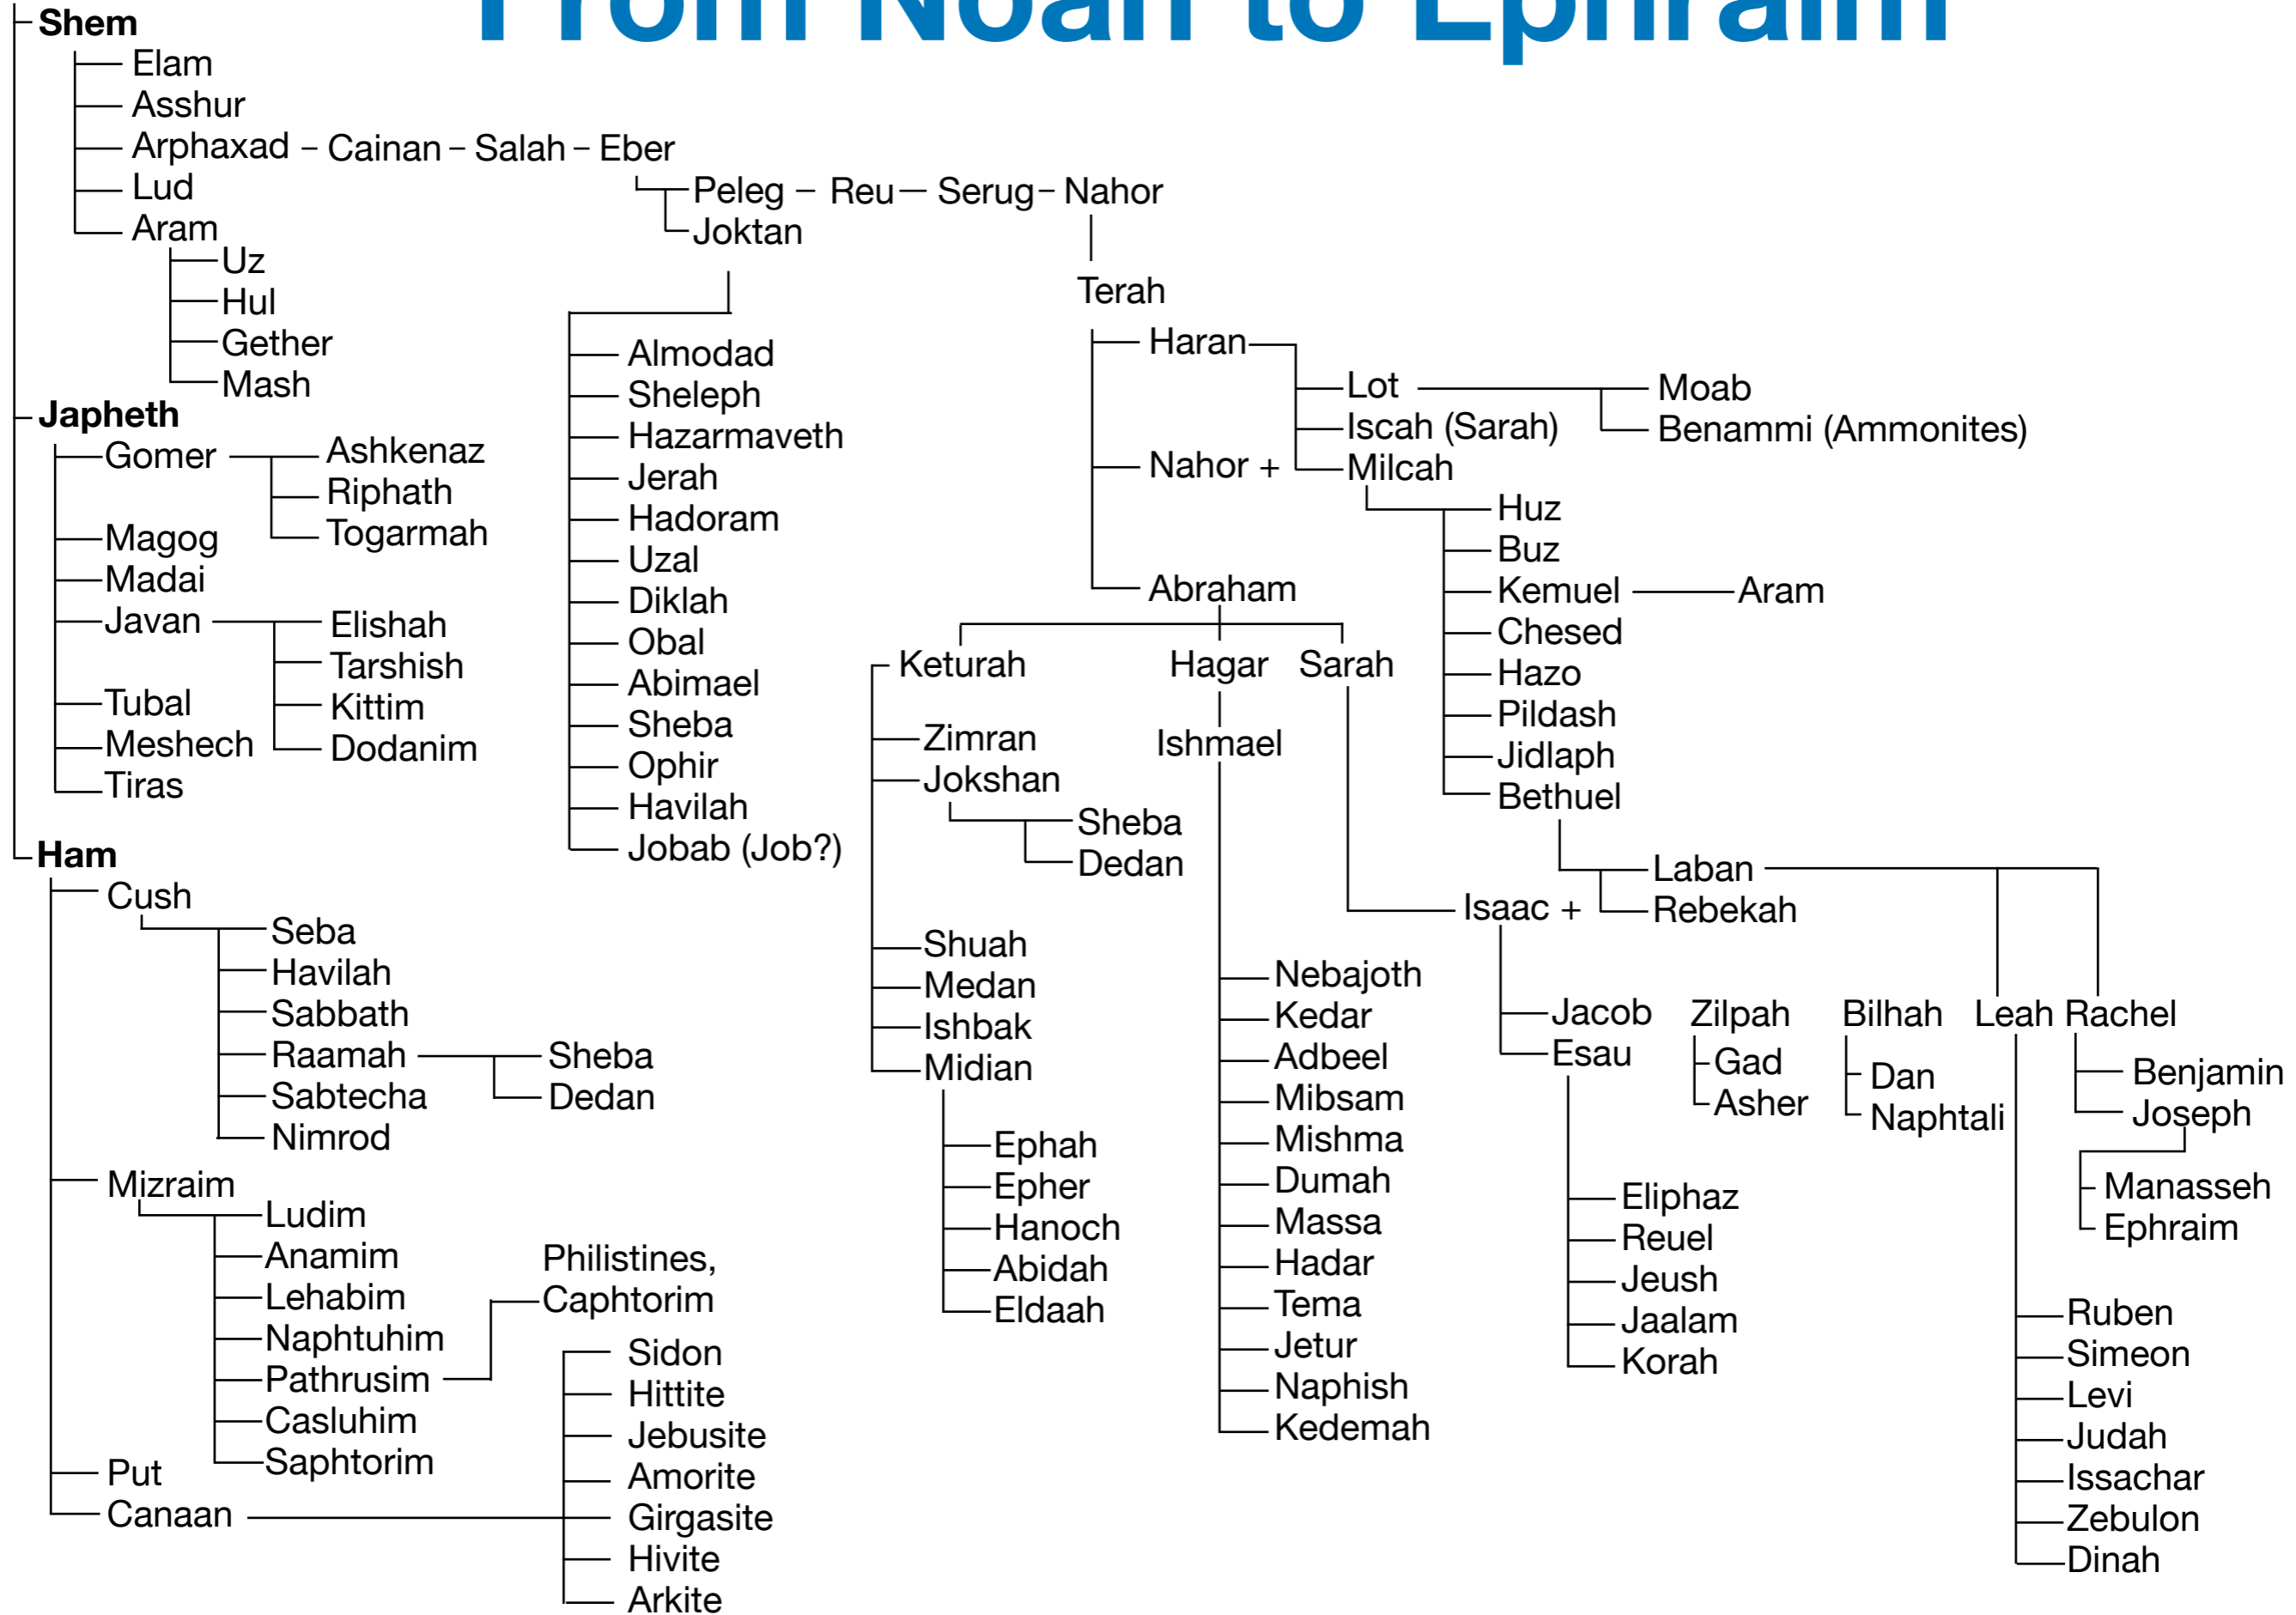 From Noah to Ephraim
Shem
Elam
Asshur
Arphaxad – Cainan – Salah – Eber
Lud
Aram
Uz
Hul
Gether
Mash
Peleg – Reu — Serug – Nahor
Joktan
Almodad
Sheleph
Hazarmaveth
Jerah
Hadoram
Uzal
Diklah
Obal
Abimael
Sheba
Ophir
Havilah
Jobab (Job?)
Terah
Haran
Nahor +
Abraham
Lot
Iscah (Sarah)
Milcah
Moab
Benammi (Ammonites)
Huz
Buz
Kemuel
Aram
Chesed
Hazo
Pildash
Jidlaph
Bethuel
Laban
Rebekah
Keturah
Hagar
Sarah
Zimran
Jokshan
Sheba
Dedan
Shuah
Medan
Ishbak
Midian
Ephah
Epher
Hanoch
Abidah
Eldaah
Ishmael
Nebajoth
Kedar
Adbeel
Mibsam
Mishma
Dumah
Massa
Hadar
Tema
Jetur
Naphish
Kedemah
Isaac +
Jacob
Esau
Eliphaz
Reuel
Jeush
Jaalam
Korah
Zilpah
Gad
Asher
Bilhah
Dan
Naphtali
Leah
Rachel
Benjamin
Joseph
Manasseh
Ephraim
Ruben
Simeon
Levi
Judah
Issachar
Zebulon
Dinah
Japheth
Gomer
Ashkenaz
Riphath
Togarmah
Magog
Madai
Javan
Elishah
Tarshish
Kittim
Dodanim
Tubal
Meshech
Tiras
Ham
Cush
Seba
Havilah
Sabbath
Raamah
Sheba
Dedan
Sabtecha
Nimrod
Mizraim
Ludim
Anamim
Lehabim
Naphtuhim
Pathrusim
Philistines,
Caphtorim
Casluhim
Saphtorim
Put
Canaan
Sidon
Hittite
Jebusite
Amorite
Girgasite
Hivite
Arkite